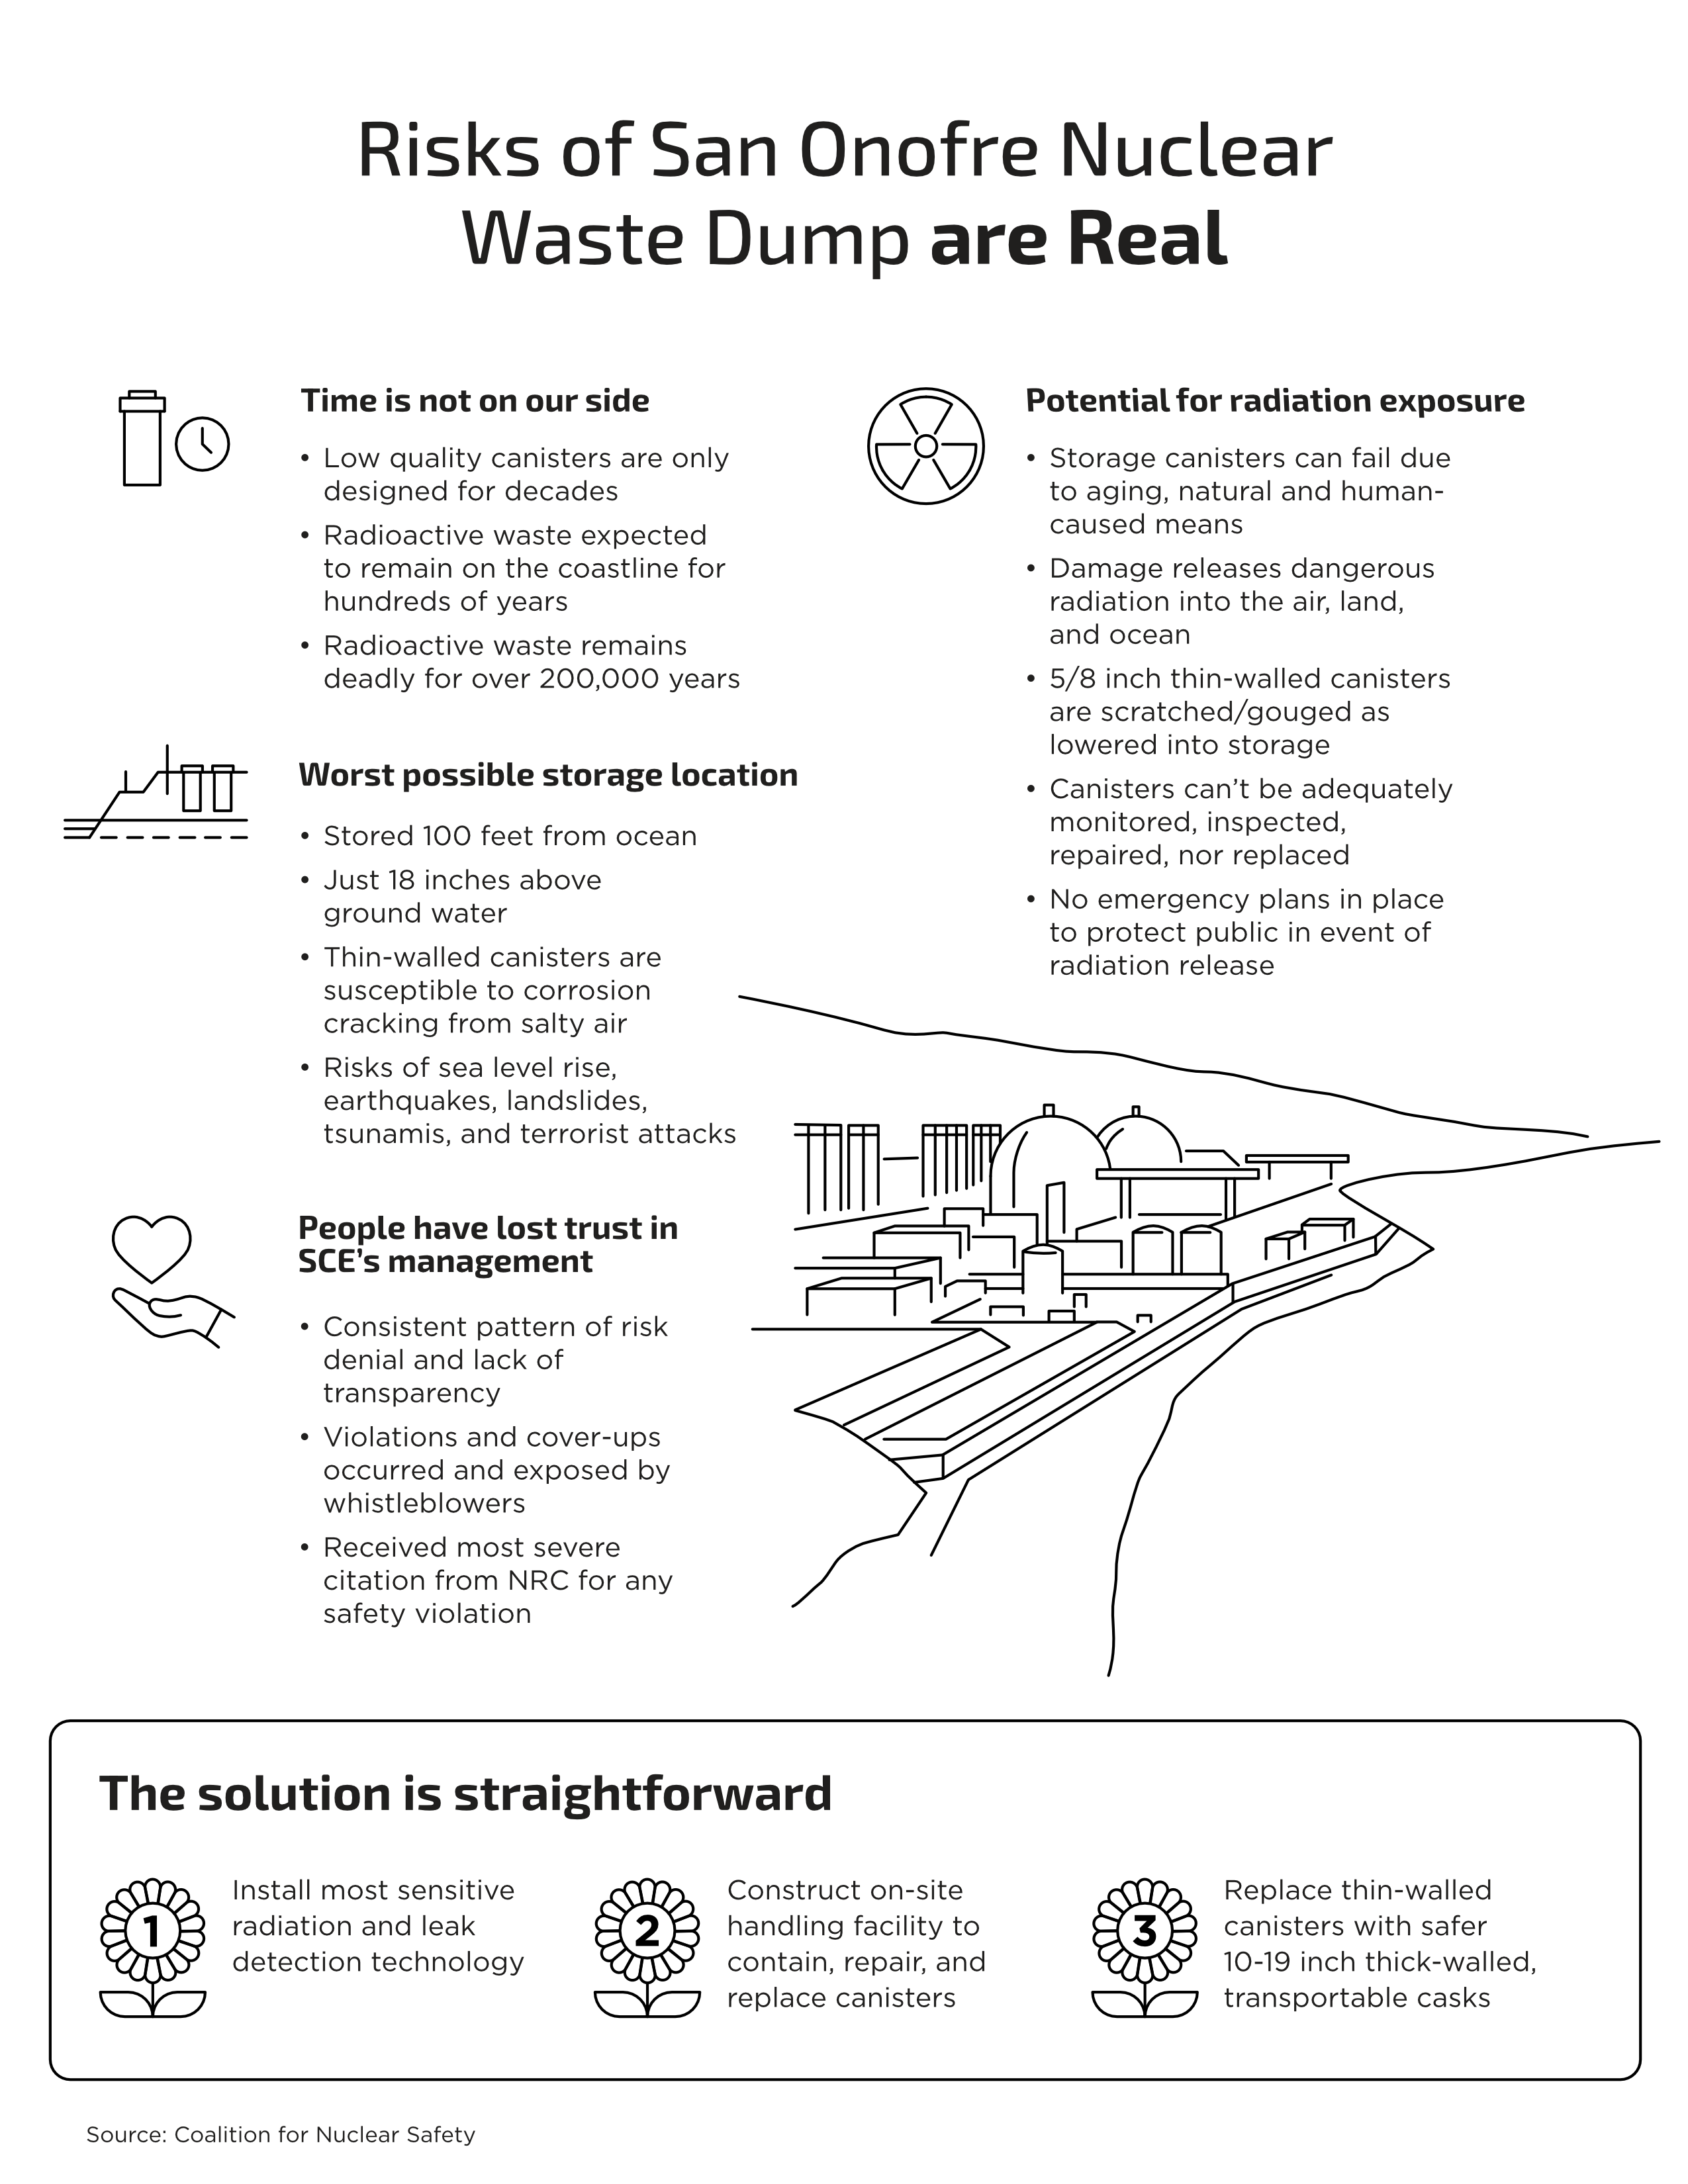 Risks of San Onofre Nuclear
Waste Dump are Real
Time is not on our side
• Low quality canisters are only
designed for decades
• Radioactive waste expected
to remain on the coastline for
hundreds of years
• Radioactive waste remains
deadly for over 200,000 years
Worst possible storage location
• Stored 100 feet from ocean
• Just 18 inches above
ground water
• Thin-walled canisters are
susceptible to corrosion
cracking from salty air
• Risks of sea level rise,
earthquakes, landslides,
tsunamis, and terrorist attacks
People have lost trust in
SCE’s management
• Consistent pattern of risk
denial and lack of
transparency
• Violations and cover-ups
occurred and exposed by
whistleblowers
• Received most severe
citation from NRC for any
safety violation
Potential for radiation exposure
• Storage canisters can fail due
to aging, natural and human-
caused means
• Damage releases dangerous
radiation into the air, land,
and ocean
• 5/8 inch thin-walled canisters
are scratched/gouged as
lowered into storage
• Canisters can’t be adequately
monitored, inspected,
repaired, nor replaced
• No emergency plans in place
to protect public in event of
radiation release
The solution is straightforward
1
Install most sensitive
radiation and leak
detection technology
2
Construct on-site
handling facility to
contain, repair, and
replace canisters
3
Replace thin-walled
canisters with safer
10-19 inch thick-walled,
transportable casks
Source: Coalition for Nuclear Safety